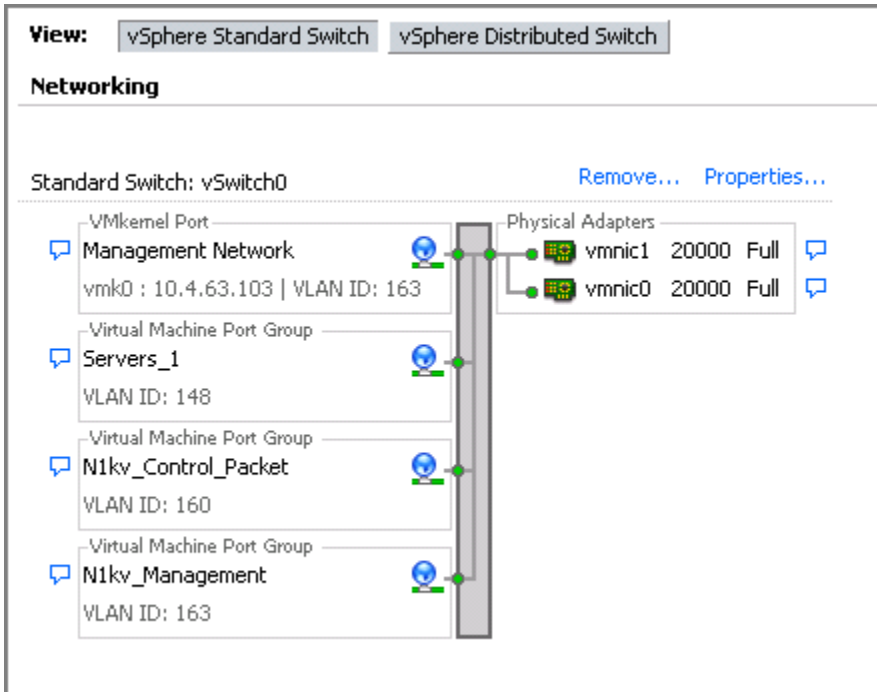 View: vSphere Standard Switch vSphere Distributed Switch
Networking
Standard Switch: vSwitch0 Remove... Properties...
VMkernel Port
Management Network
vmk0 : 10.4.63.103 | VLAN ID: 163
Physical Adapters
vmnic1 20000 Full
vmnic0 20000 Full
Virtual Machine Port Group
Servers_1
VLAN ID: 148
Virtual Machine Port Group
N1kv_Control_Packet
VLAN ID: 160
Virtual Machine Port Group
N1kv_Management
VLAN ID: 163